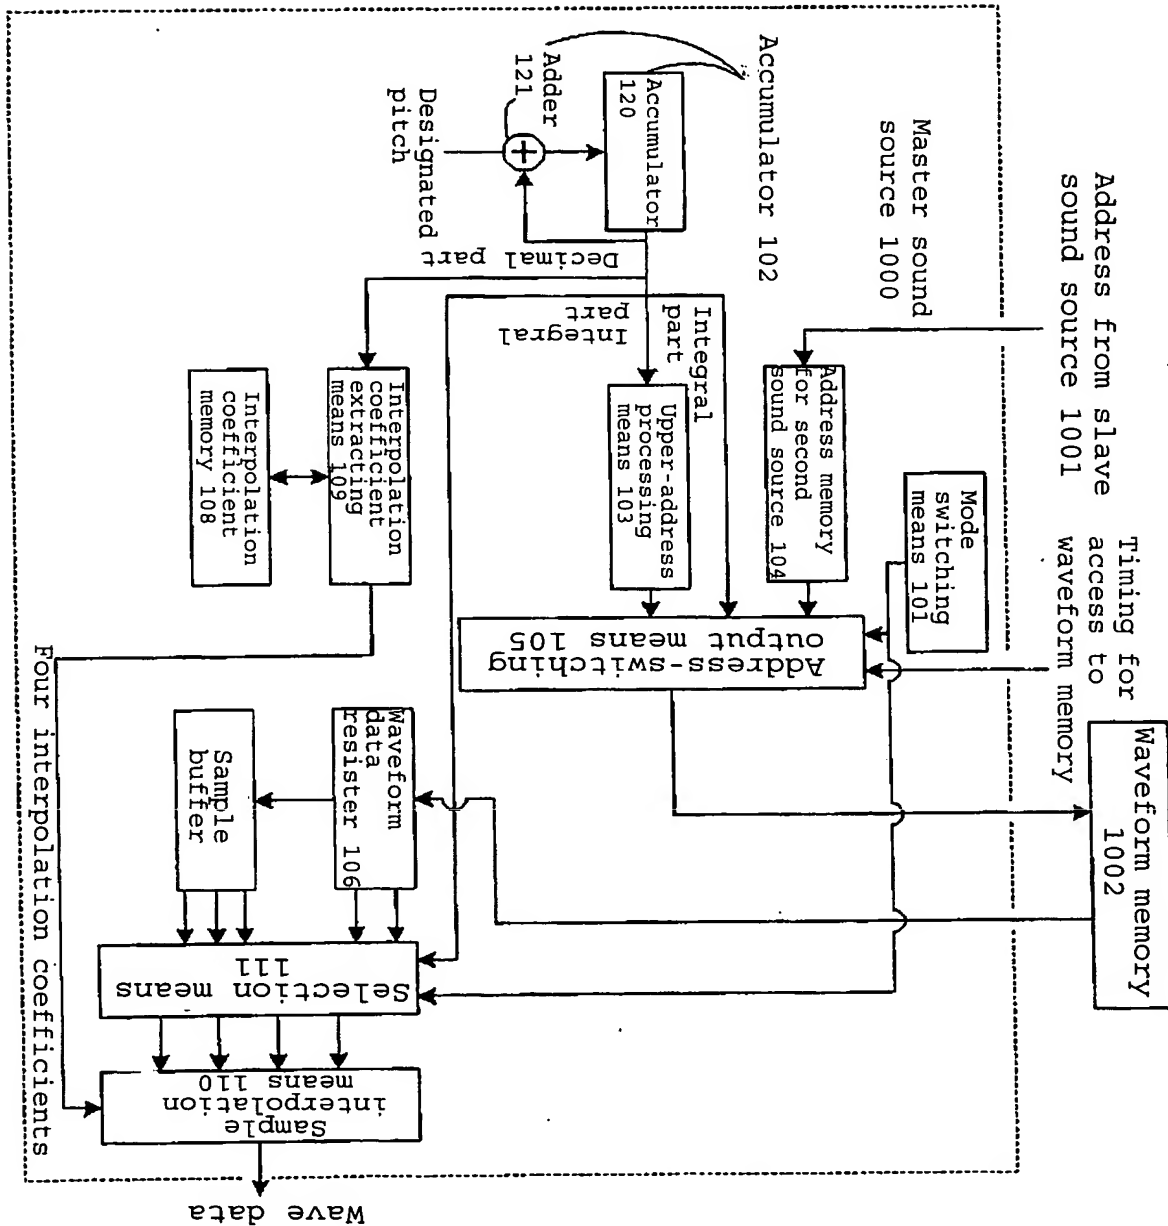 Address from slave
sound source 1001
Timing for
access to
waveform memory
Waveform memory
1002
Master sound
source 1000
Mode
switching
means 101
Accumulator 102
Address memory
for second
sound source 104
Accumulator
120
Adder
121
Designated
pitch
Decimal part
Integral
part
Integral
part
Upper-address
processing
means 103
Address-switching
output means 105
Interpolation
coefficient
extracting
means 109
Interpolation
coefficient
memory 108
Waveform
data
resister 106
Sample
buffer
Selection means
111
Sample
interpolation
means 110
Four interpolation coefficients
Wave data